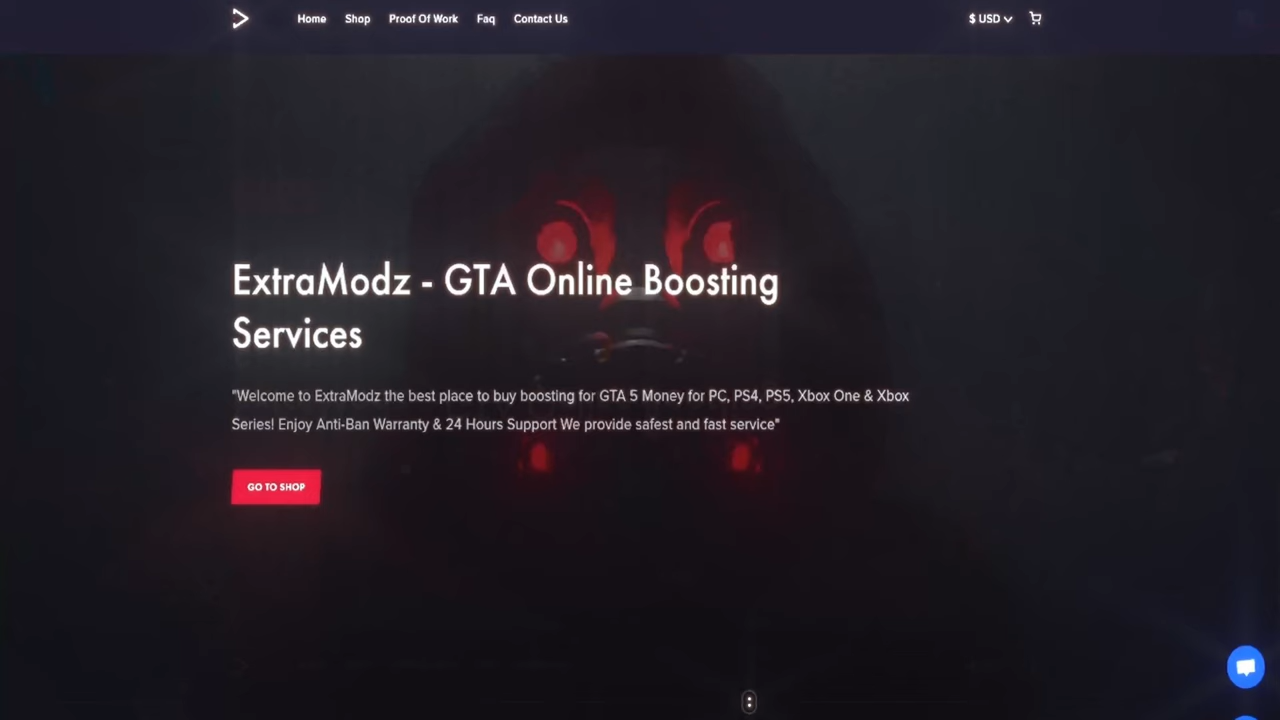 Home Shop Proof Of Work Faq Contact Us $ USD
ExtraModz - GTA Online Boosting
Services
"Welcome to ExtraModz the best place to buy boosting for GTA 5 Money for PC, PS4, PS5, Xbox One & Xbox
Series! Enjoy Anti-Ban Warranty & 24 Hours Support We provide safest and fast service"
GO TO SHOP